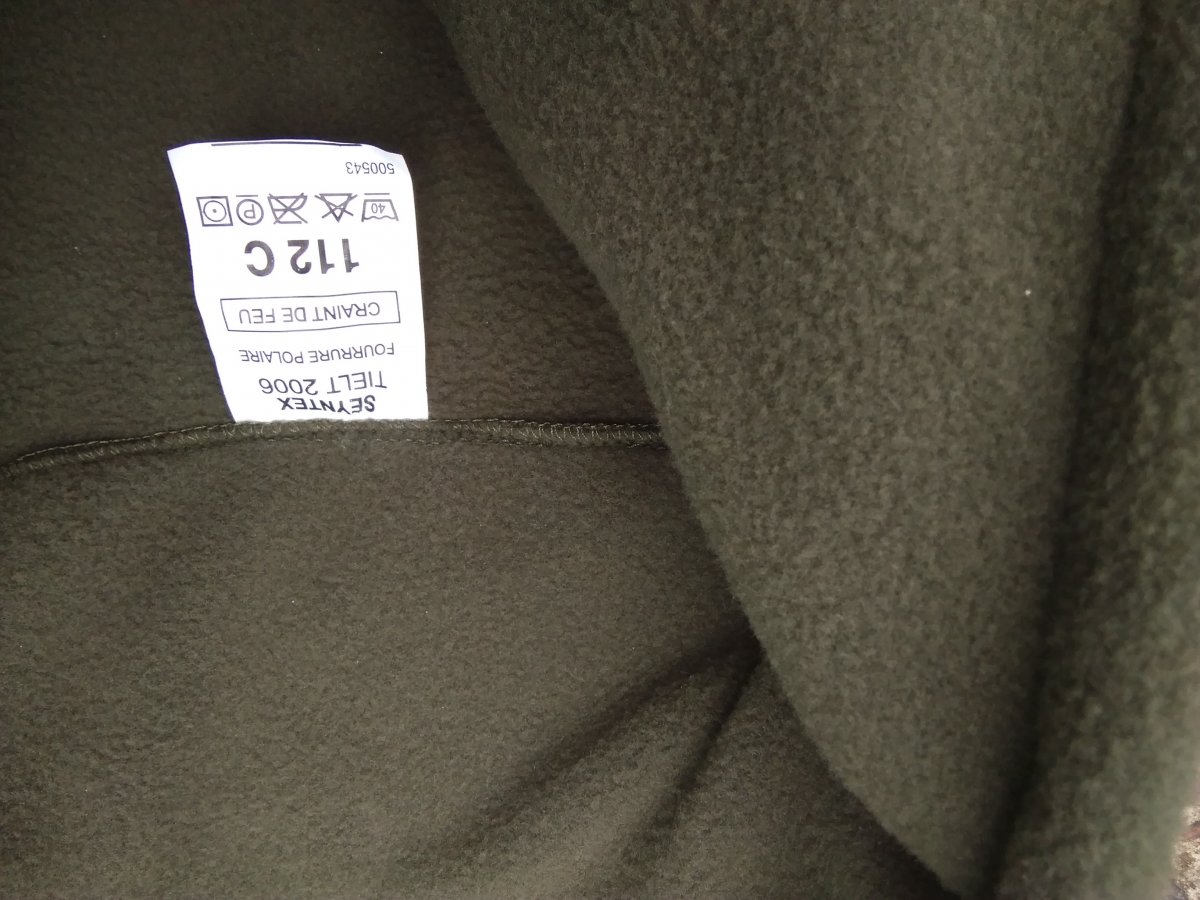 SEYNTEX
TIELT 2006
FOURRURE POLAIRE
CRAINT DE FEU
112 C
40 P
500543